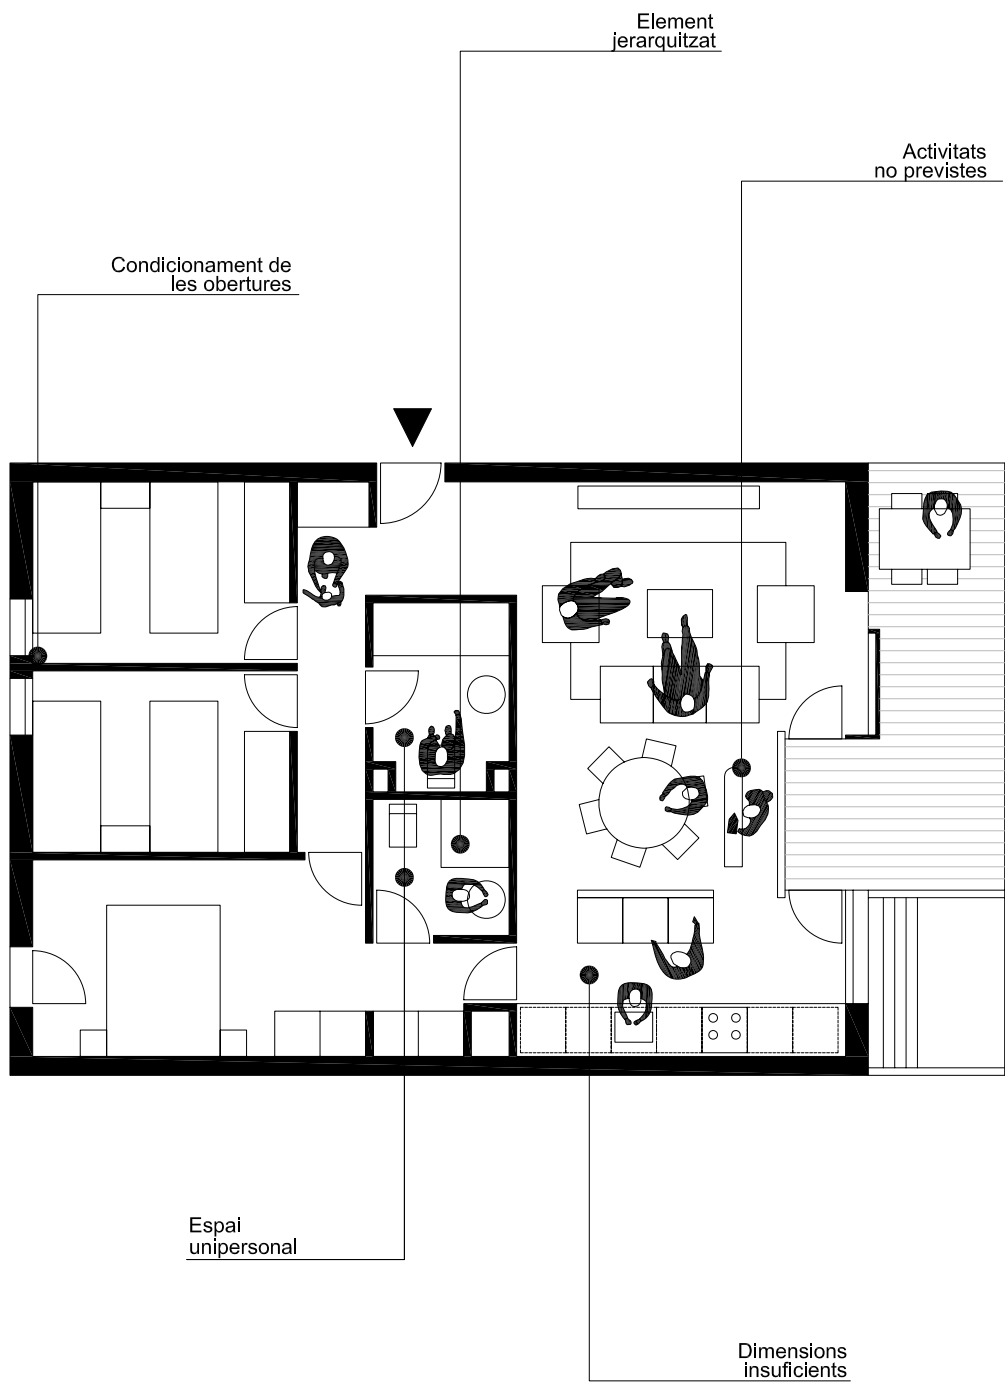 Element
jerarquitzat
Activitats
no previstes
Condicionament de
les obertures
Espai
unipersonal
Dimensions
insuficients